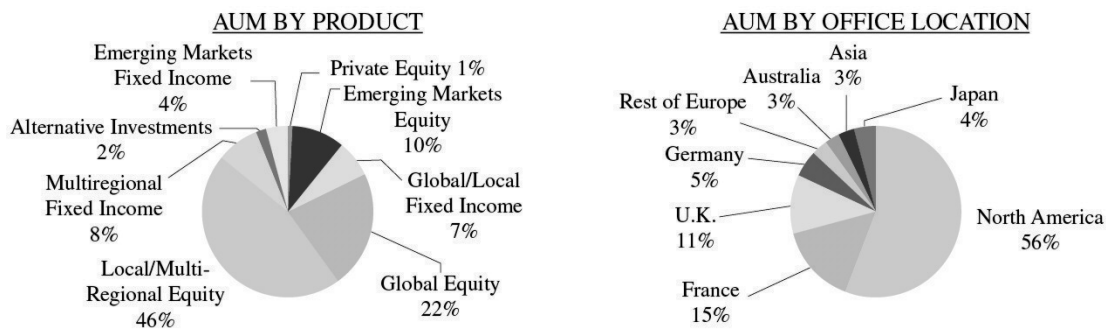 AUM BY PRODUCT
Emerging Markets
Fixed Income
4%
Private Equity 1%
Emerging Markets
Equity
10%
Alternative Investments
2%
Global/Local
Fixed Income
7%
Multiregional
Fixed Income
8%
Local/Multi-
Regional Equity
46%
Global Equity
22%
AUM BY OFFICE LOCATION
Asia
3%
Australia
3%
Japan
4%
Rest of Europe
3%
Germany
5%
U.K.
11%
North America
56%
France
15%